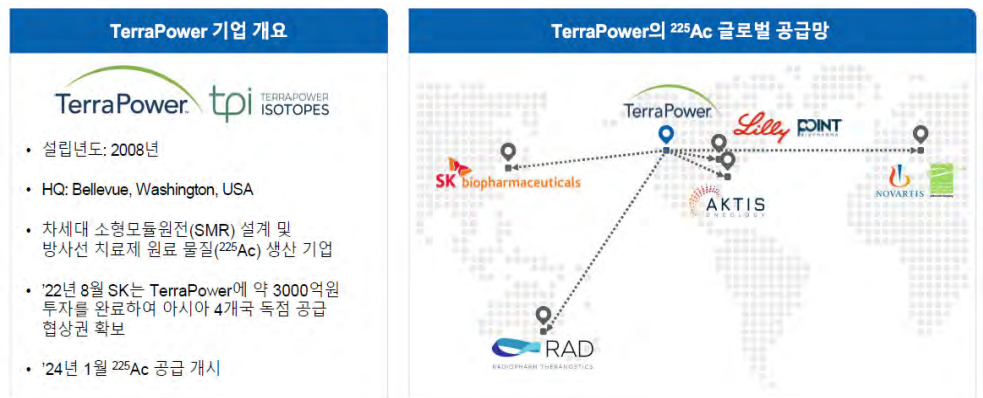 TerraPower 기업 개요
TerraPower
tpi TERRAPOWER
ISOTOPES
• 설립년도: 2008년
• HQ: Bellevue, Washington, USA
• 차세대 소형모듈원전(SMR) 설계 및
방사선 치료제 원료 물질(²²⁵Ac) 생산 기업
• ’22년 8월 SK는 TerraPower에 약 3000억원
투자를 완료하여 아시아 4개국 독점 공급
협상권 확보
• ’24년 1월 ²²⁵Ac 공급 개시
TerraPower의 ²²⁵Ac 글로벌 공급망
TerraPower
Lilly POINT
BIOPHARMA
SK biopharmaceuticals
AKTIS
ONCOLOGY
NOVARTIS
RAD
RADIOPHARM THERANOSTICS